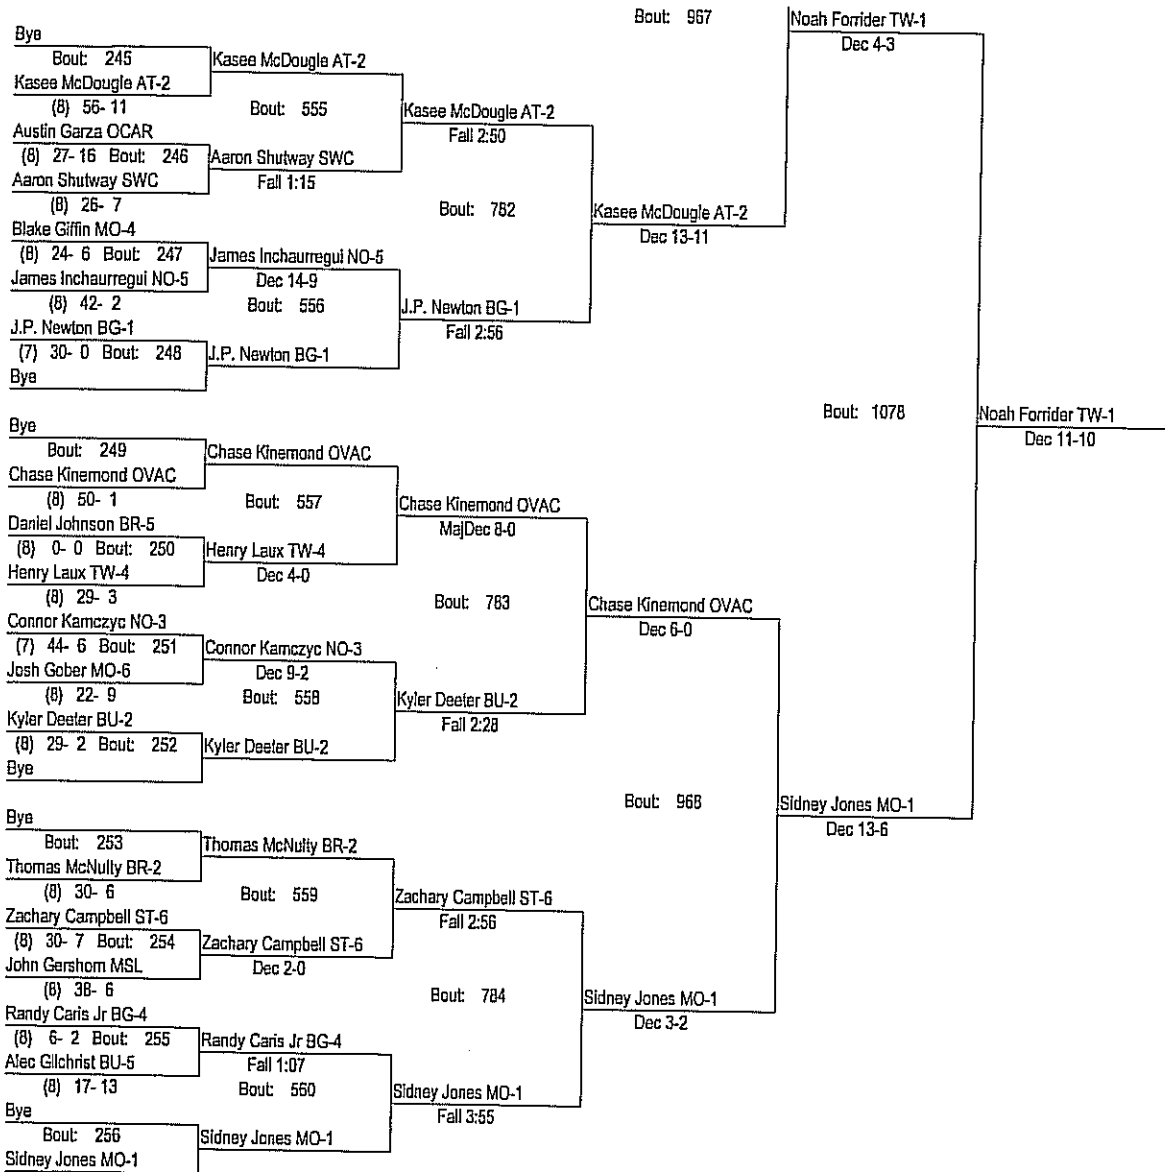 Bout: 967
Noah Forrider TW-1
Dec 4-3
Bye
Bout: 245
Kasee McDougle AT-2
Kasee McDougle AT-2
(8) 56- 11
Bout: 555
Kasee McDougle AT-2
Fall 2:50
Austin Garza OCAR
(8) 27- 16 Bout: 246
Aaron Shutway SWC
Fall 1:15
Aaron Shutway SWC
(8) 26- 7
Bout: 782
Kasee McDougle AT-2
Dec 13-11
Blake Giffin MO-4
(8) 24- 6 Bout: 247
James Inchaurregui NO-5
Dec 14-9
James Inchaurregui NO-5
(8) 42- 2
Bout: 556
J.P. Newton BG-1
Fall 2:56
J.P. Newton BG-1
(7) 30- 0 Bout: 248
J.P. Newton BG-1
Bye
Bout: 1078
Noah Forrider TW-1
Dec 11-10
Bye
Bout: 249
Chase Kinemond OVAC
Chase Kinemond OVAC
(8) 50- 1
Bout: 557
Chase Kinemond OVAC
MajDec 8-0
Daniel Johnson BR-5
(8) 0- 0 Bout: 250
Henry Laux TW-4
Dec 4-0
Henry Laux TW-4
(8) 29- 3
Bout: 783
Chase Kinemond OVAC
Dec 6-0
Connor Kamczyc NO-3
(7) 44- 6 Bout: 251
Connor Kamczyc NO-3
Dec 9-2
Josh Gober MO-6
(8) 22- 9
Bout: 558
Kyler Deeter BU-2
Fall 2:28
Kyler Deeter BU-2
(8) 29- 2 Bout: 252
Kyler Deeter BU-2
Bye
Bout: 968
Sidney Jones MO-1
Dec 13-6
Bye
Bout: 253
Thomas McNulty BR-2
Thomas McNulty BR-2
(8) 30- 6
Bout: 559
Zachary Campbell ST-6
Fall 2:56
Zachary Campbell ST-6
(8) 30- 7 Bout: 254
Zachary Campbell ST-6
Dec 2-0
John Gershorn MSL
(8) 38- 6
Bout: 784
Sidney Jones MO-1
Dec 3-2
Randy Caris Jr BG-4
(8) 6- 2 Bout: 255
Randy Caris Jr BG-4
Fall 1:07
Alec Gilchrist BU-5
(8) 17- 13
Bout: 560
Sidney Jones MO-1
Fall 3:55
Bye
Bout: 256
Sidney Jones MO-1
Sidney Jones MO-1